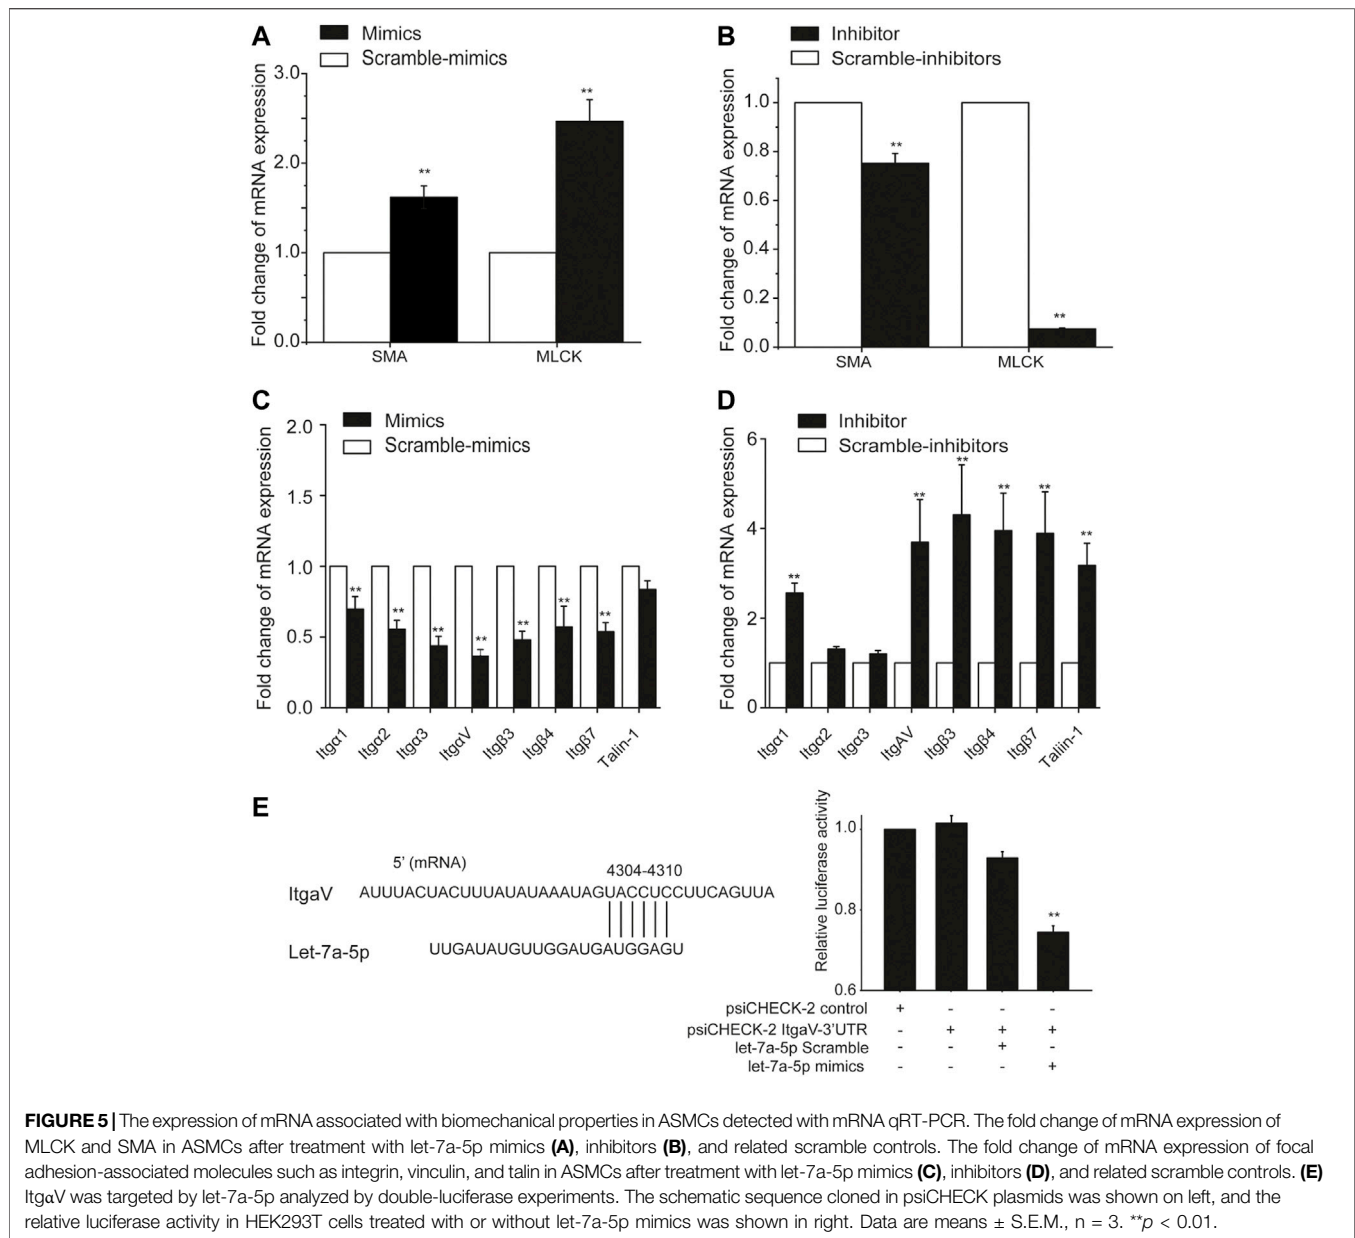 A
Mimics
Scramble-mimics
Fold change of mRNA expression
3.0
2.0
1.0
0.0
**
**
SMA
MLCK
B
Inhibitor
Scramble-inhibitors
Fold change of mRNA expression
1.0
0.8
0.6
0.4
0.2
0.0
**
**
SMA
MLCK
C
Mimics
Scramble-mimics
Fold change of mRNA expression
2.0
1.5
1.0
0.5
0.0
**
**
**
**
**
**
**
Itgα1
Itgα2
Itgα3
ItgαV
Itgβ3
Itgβ4
Itgβ7
Talin-1
D
Inhibitor
Scramble-inhibitors
Fold change of mRNA expression
6
4
2
0
**
**
**
**
**
**
Itgα1
Itgα2
Itgα3
ItgAV
Itgβ3
Itgβ4
Itgβ7
Talin-1
E
5' (mRNA)
4304-4310
ItgaV AUUUACUACUUUAUAUAAAUAGUACCUCCUUCAGUUA
Let-7a-5p UUGAUAUGUUGGAUGAUGGAGU
Relative luciferase activity
1.0
0.8
0.6
**
psiCHECK-2 control + - - -
psiCHECK-2 ItgaV-3'UTR - + + +
let-7a-5p Scramble - - + -
let-7a-5p mimics - - - +
FIGURE 5 | The expression of mRNA associated with biomechanical properties in ASMCs detected with mRNA qRT-PCR. The fold change of mRNA expression of
MLCK and SMA in ASMCs after treatment with let-7a-5p mimics (A), inhibitors (B), and related scramble controls. The fold change of mRNA expression of focal
adhesion-associated molecules such as integrin, vinculin, and talin in ASMCs after treatment with let-7a-5p mimics (C), inhibitors (D), and related scramble controls. (E)
ItgαV was targeted by let-7a-5p analyzed by double-luciferase experiments. The schematic sequence cloned in psiCHECK plasmids was shown on left, and the
relative luciferase activity in HEK293T cells treated with or without let-7a-5p mimics was shown in right. Data are means ± S.E.M., n = 3. **p < 0.01.